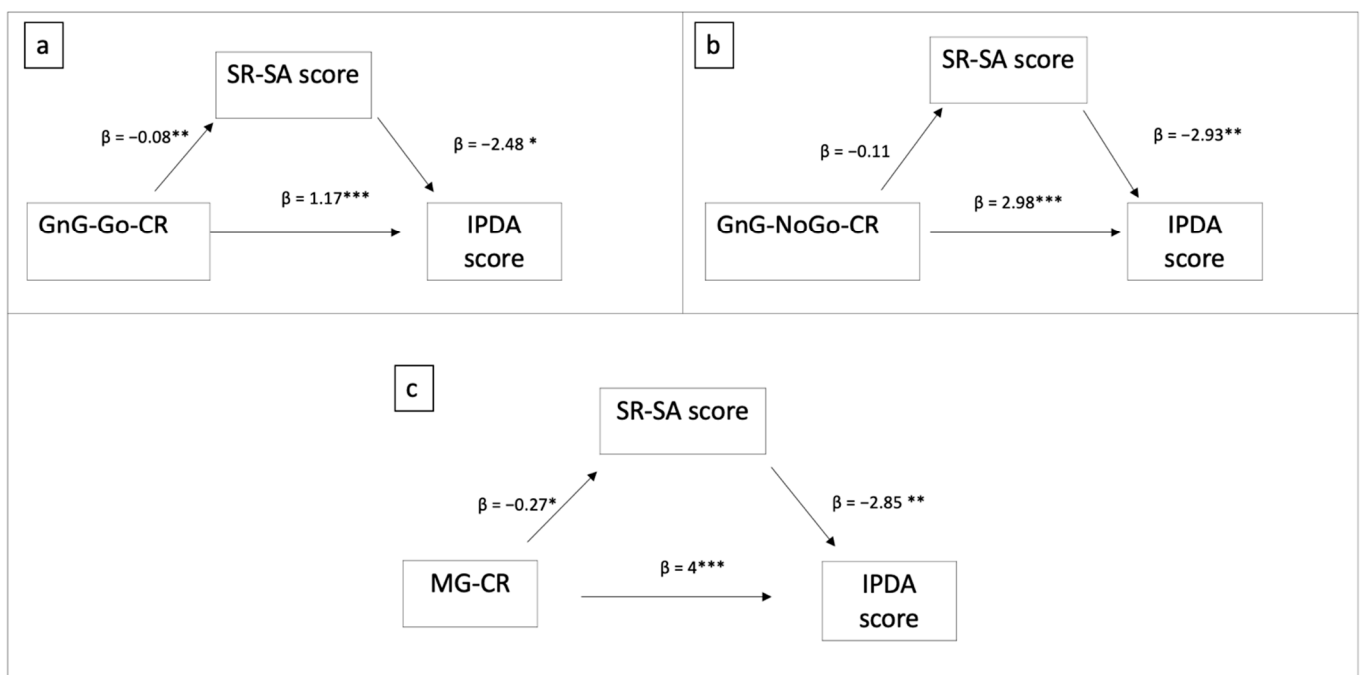 a
SR-SA score
β = −0.08**
β = −2.48 *
β = 1.17***
GnG-Go-CR
IPDA
score
b
SR-SA score
β = −0.11
β = −2.93**
β = 2.98***
GnG-NoGo-CR
IPDA
score
c
SR-SA score
β = −0.27*
β = −2.85 **
β = 4***
MG-CR
IPDA
score